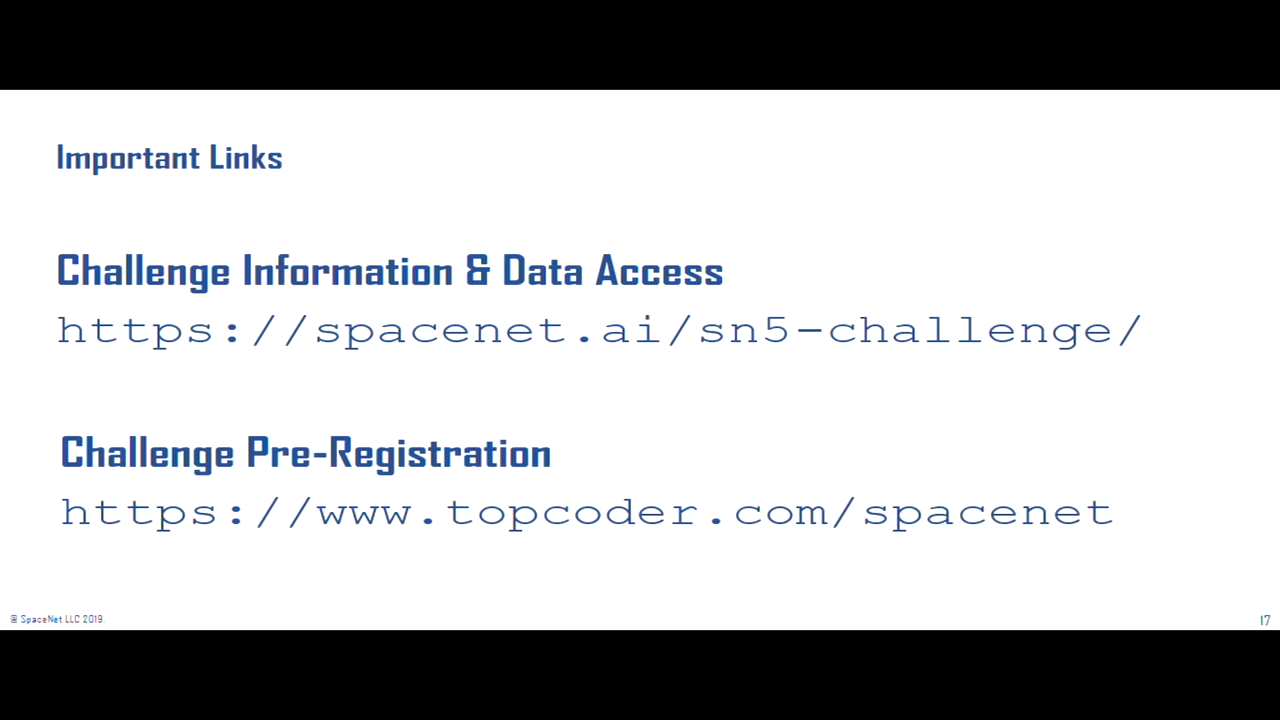 Important Links
Challenge Information & Data Access
https://spacenet.ai/sn5-challenge/
Challenge Pre-Registration
https://www.topcoder.com/spacenet
@ SpaceNet LLC 2019.
17